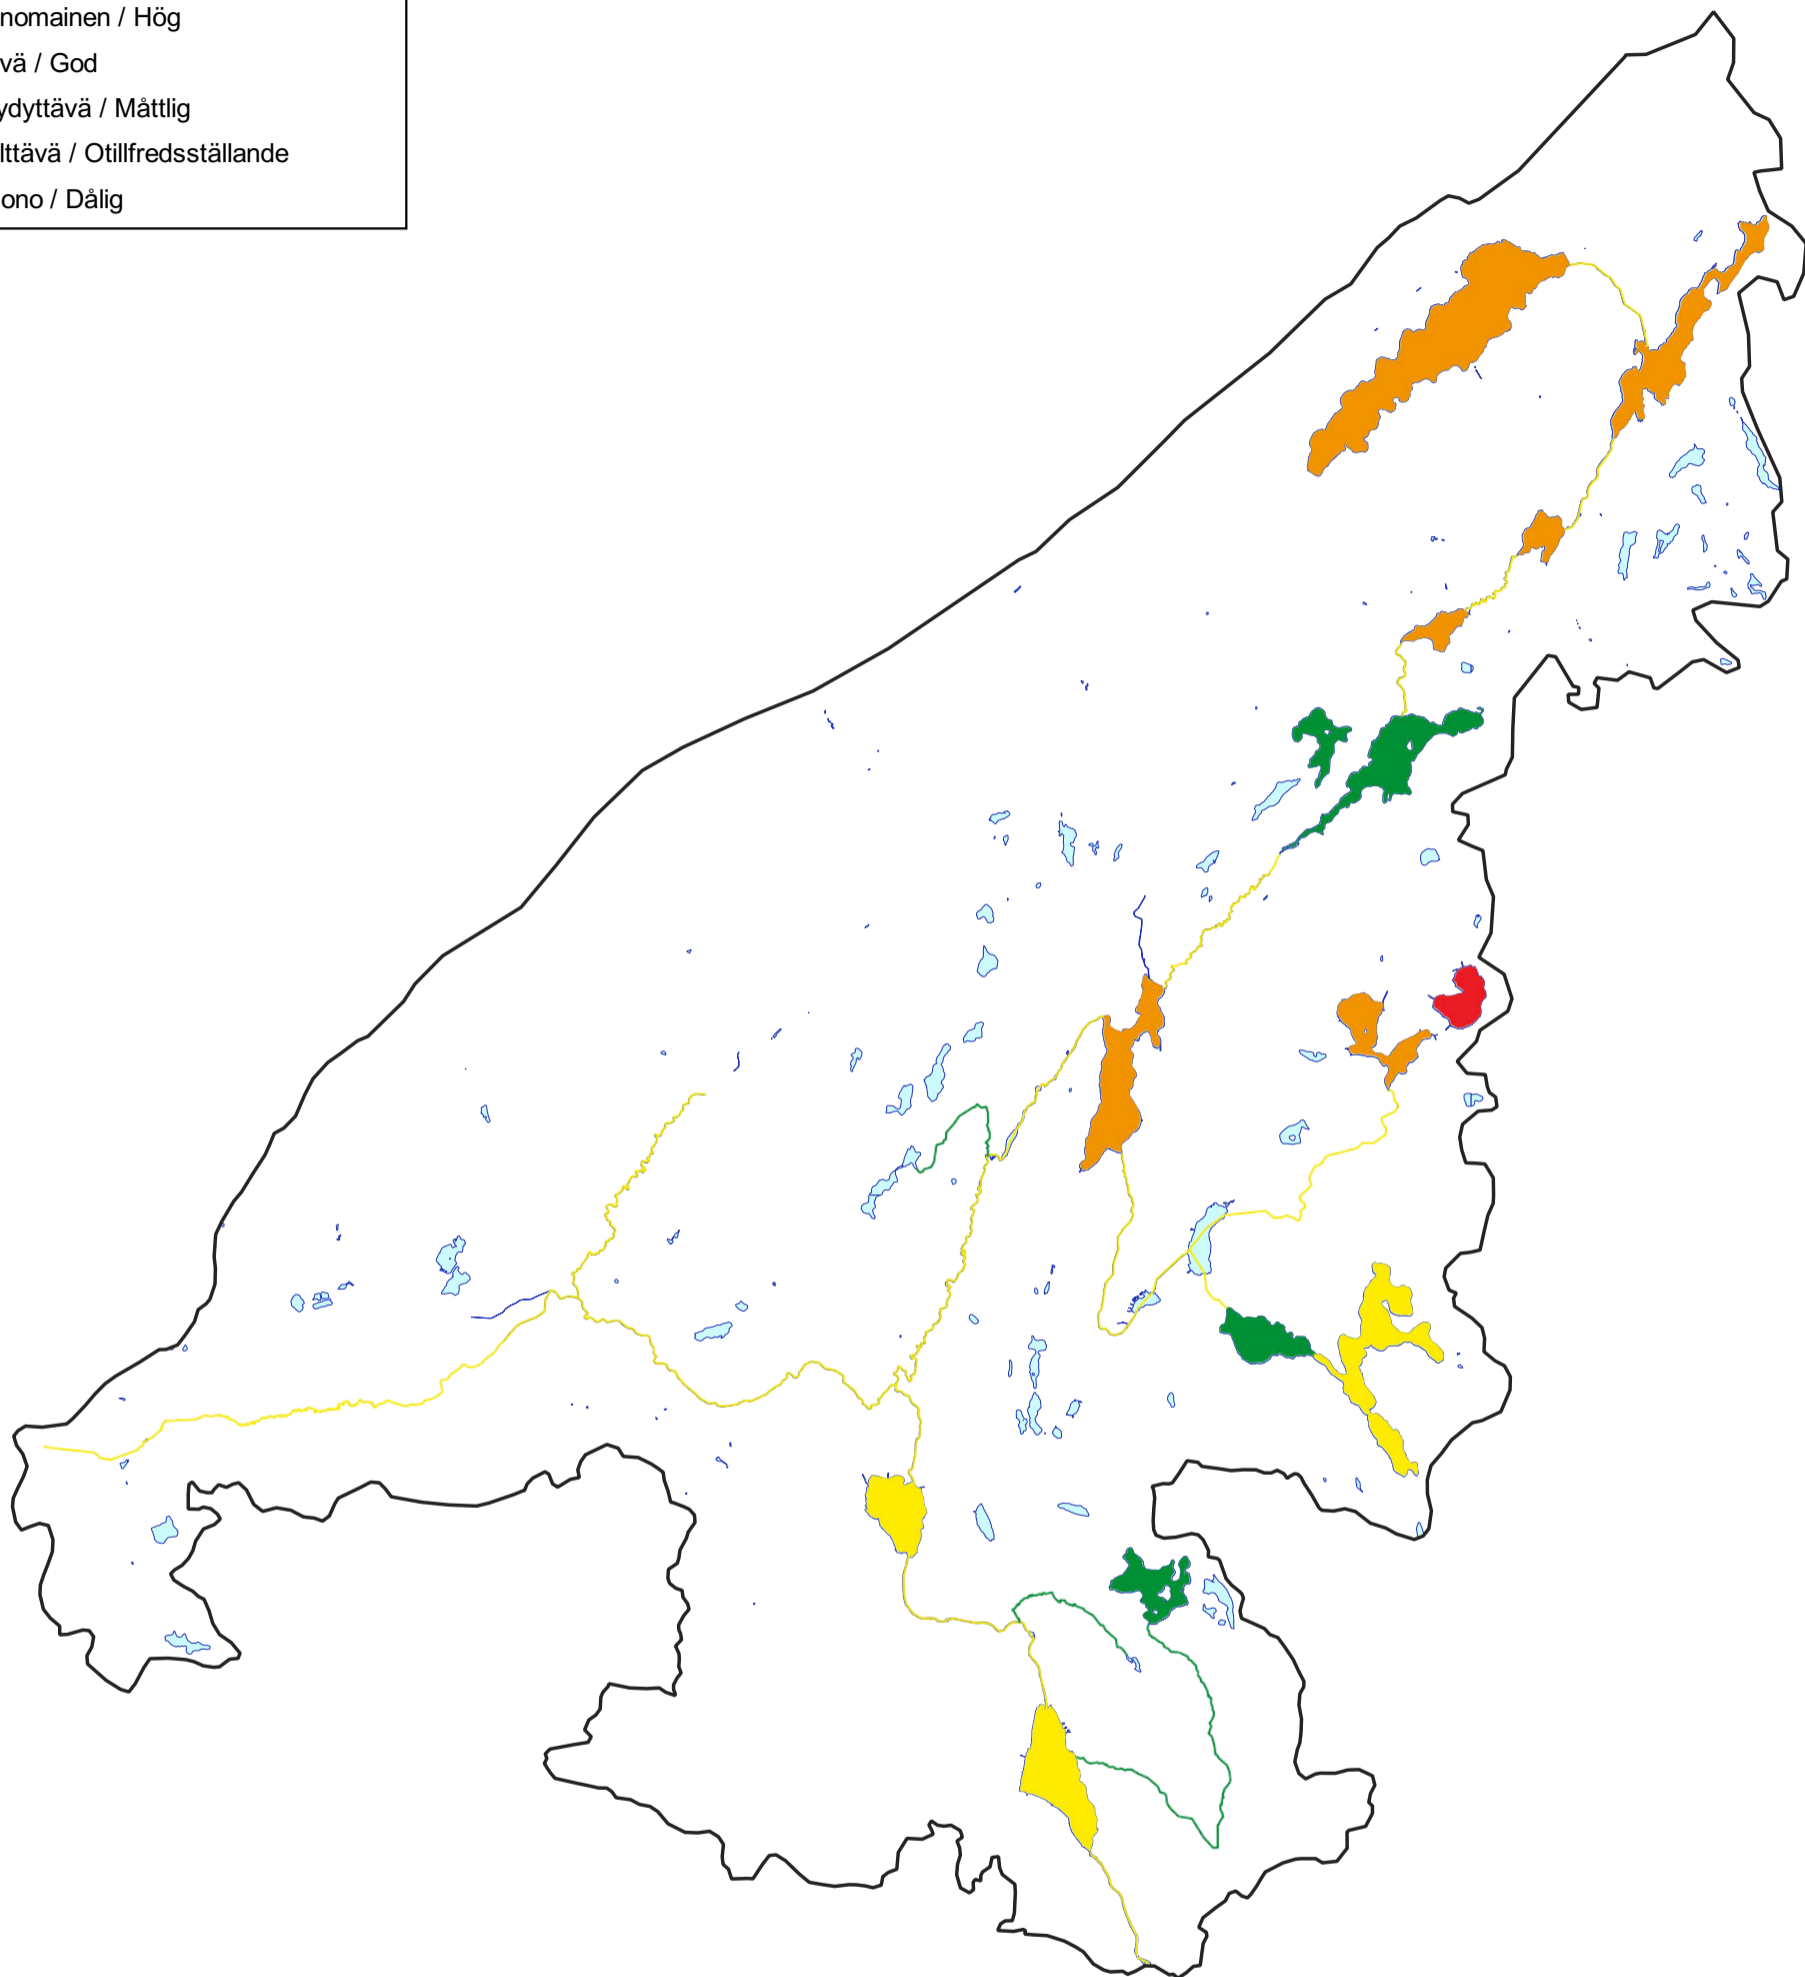 nomainen / Hög
vä / God
ydyttävä / Måttlig
lttävä / Otillfredsställande
ono / Dålig